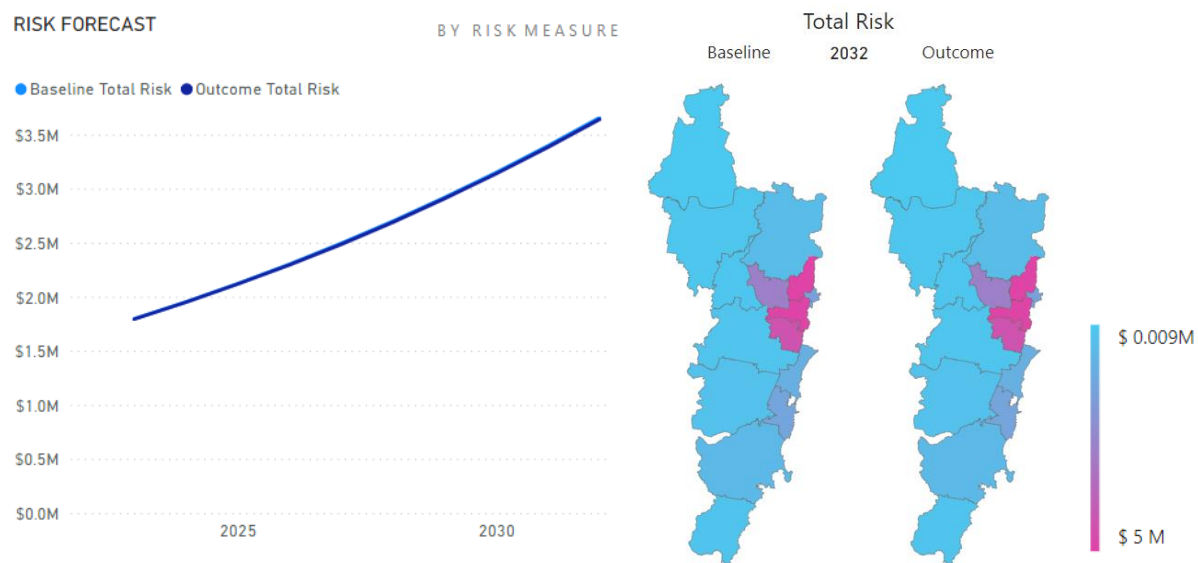 RISK FORECAST
BY RISK MEASURE
Baseline Total Risk Outcome Total Risk
$3.5M
$3.0M
$2.5M
$2.0M
$1.5M
$1.0M
$0.5M
$0.0M
2025 2030
Total Risk
Baseline 2032 Outcome
$ 0.009M
$ 5 M